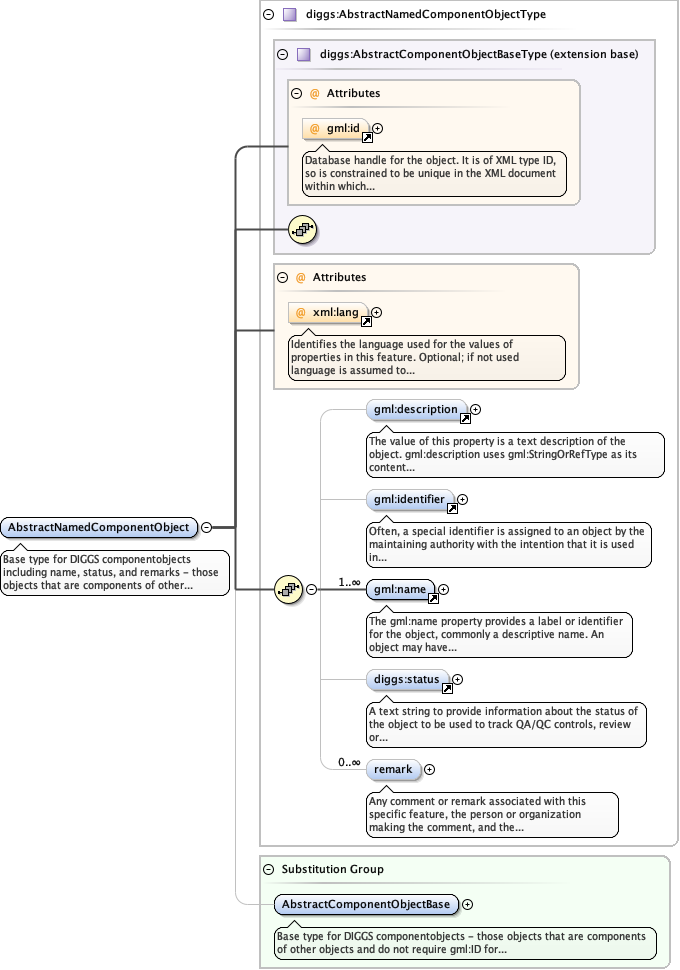 diggs:AbstractNamedComponentObjectType
diggs:AbstractComponentObjectBaseType (extension base)
@ Attributes
@ gml:id
Database handle for the object. It is of XML type ID,
so is constrained to be unique in the XML document
within which...
@ Attributes
@ xml:lang
Identifies the language used for the values of
properties in this feature. Optional; if not used
language is assumed to...
gml:description
The value of this property is a text description of the
object. gml:description uses gml:StringOrRefType as its
content...
gml:identifier
Often, a special identifier is assigned to an object by the
maintaining authority with the intention that it is used
in...
AbstractNamedComponentObject
Base type for DIGGS componentobjects
including name, status, and remarks - those
objects that are components of other...
1..∞
gml:name
The gml:name property provides a label or identifier
for the object, commonly a descriptive name. An
object may have...
diggs:status
A text string to provide information about the status of
the object to be used to track QA/QC controls, review
or...
0..∞
remark
Any comment or remark associated with this
specific feature, the person or organization
making the comment, and the...
Substitution Group
AbstractComponentObjectBase
Base type for DIGGS componentobjects - those objects that are components
of other objects and do not require gml:ID for...